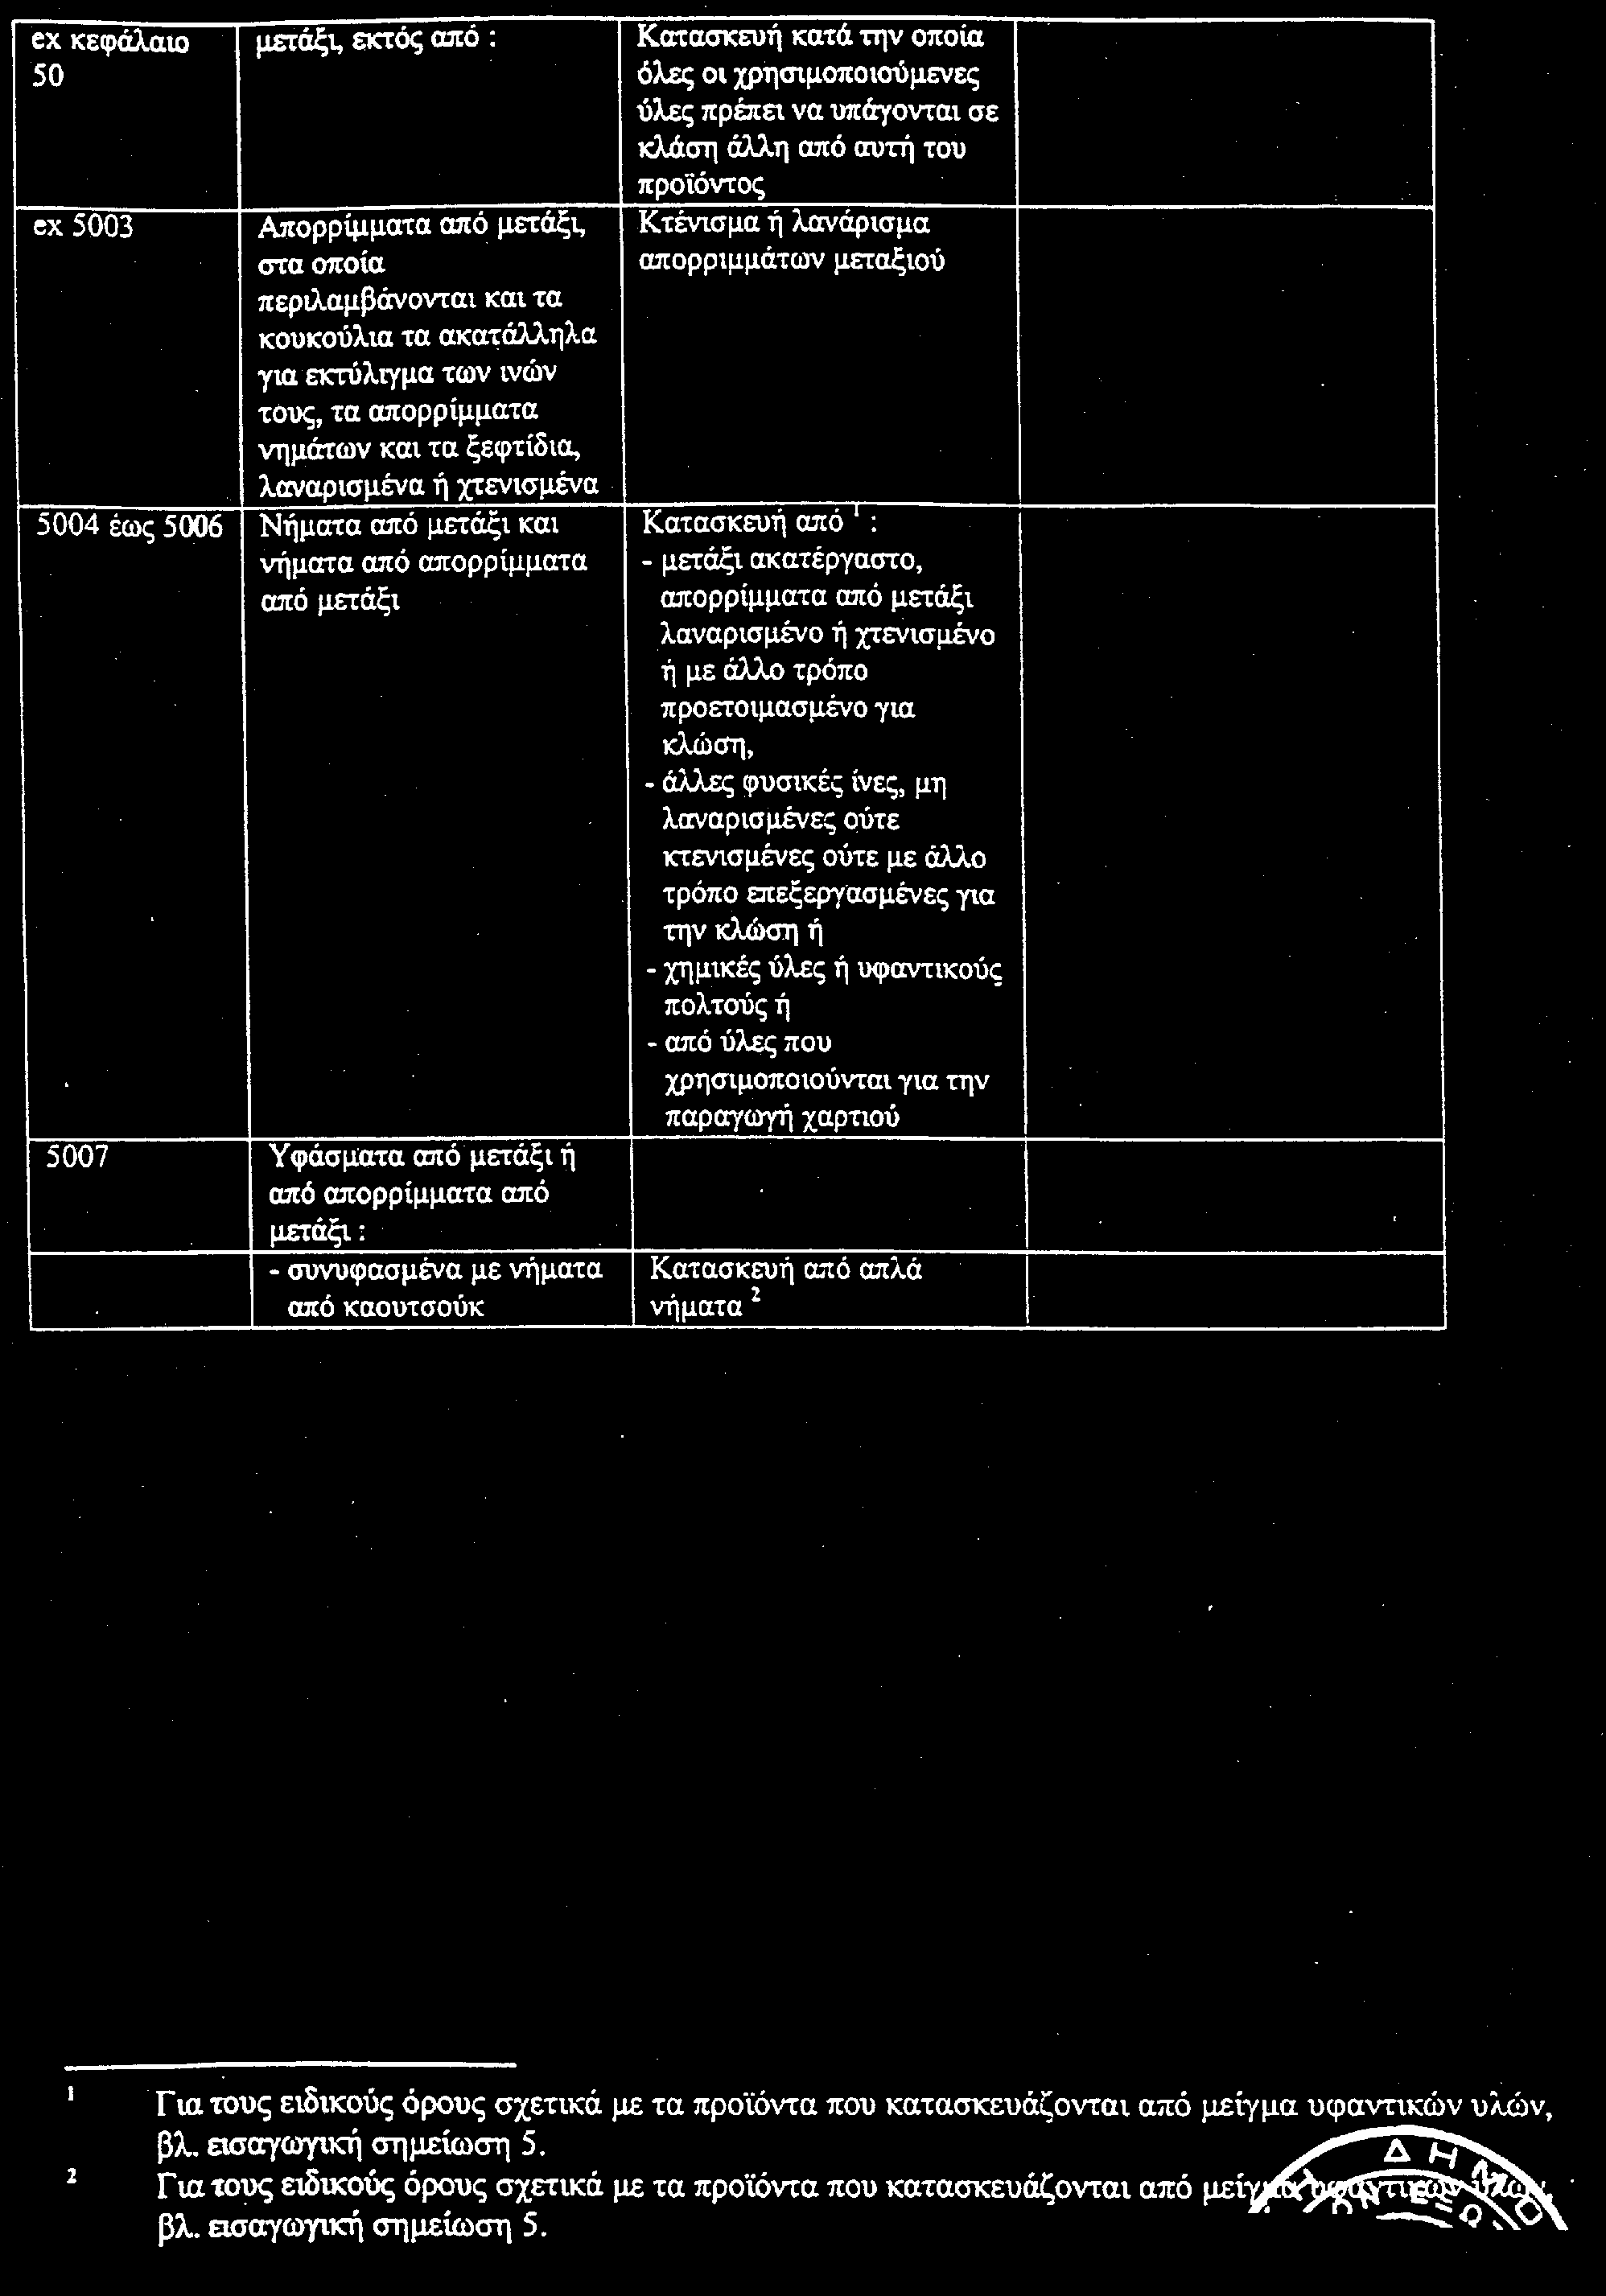 ex κεφάλαιο
50
μετάξι, εκτός από :
Κατασκευή κατά την οποία
όλες οι χρησιμοποιούμενες
ύλες πρέπει να υπάγονται σε
κλάση άλλη από αυτή του
προϊόντος
ex 5003
Απορρίμματα από μετάξι,
στα οποία
περιλαμβάνονται και τα
κουκούλια τα ακατάλληλα
για εκτύλιγμα των ινών
τους, τα απορρίμματα
νημάτων και τα ξεφτίδια,
λαναρισμένα ή χτενισμένα
Κτένισμα ή λανάρισμα
απορριμμάτων μεταξιού
5004 έως 5006
Νήματα από μετάξι και
νήματα από απορρίμματα
από μετάξι
Κατασκευή από ¹ :
- μετάξι ακατέργαστο,
απορρίμματα από μετάξι
λαναρισμένο ή χτενισμένο
ή με άλλο τρόπο
προετοιμασμένο για
κλώση,
- άλλες φυσικές ίνες, μη
λαναρισμένες ούτε
κτενισμένες ούτε με άλλο
τρόπο επεξεργασμένες για
την κλώση ή
- χημικές ύλες ή υφαντικούς
πολτούς ή
- από ύλες που
χρησιμοποιούνται για την
παραγωγή χαρτιού
5007
Υφάσματα από μετάξι ή
από απορρίμματα από
μετάξι :
- συνυφασμένα με νήματα
από καουτσούκ
Κατασκευή από απλά
νήματα ²
¹ Για τους ειδικούς όρους σχετικά με τα προϊόντα που κατασκευάζονται από μείγμα υφαντικών υλών,
βλ. εισαγωγική σημείωση 5.
² Για τους ειδικούς όρους σχετικά με τα προϊόντα που κατασκευάζονται από μείγμα υφαντικών υλών,
βλ. εισαγωγική σημείωση 5.